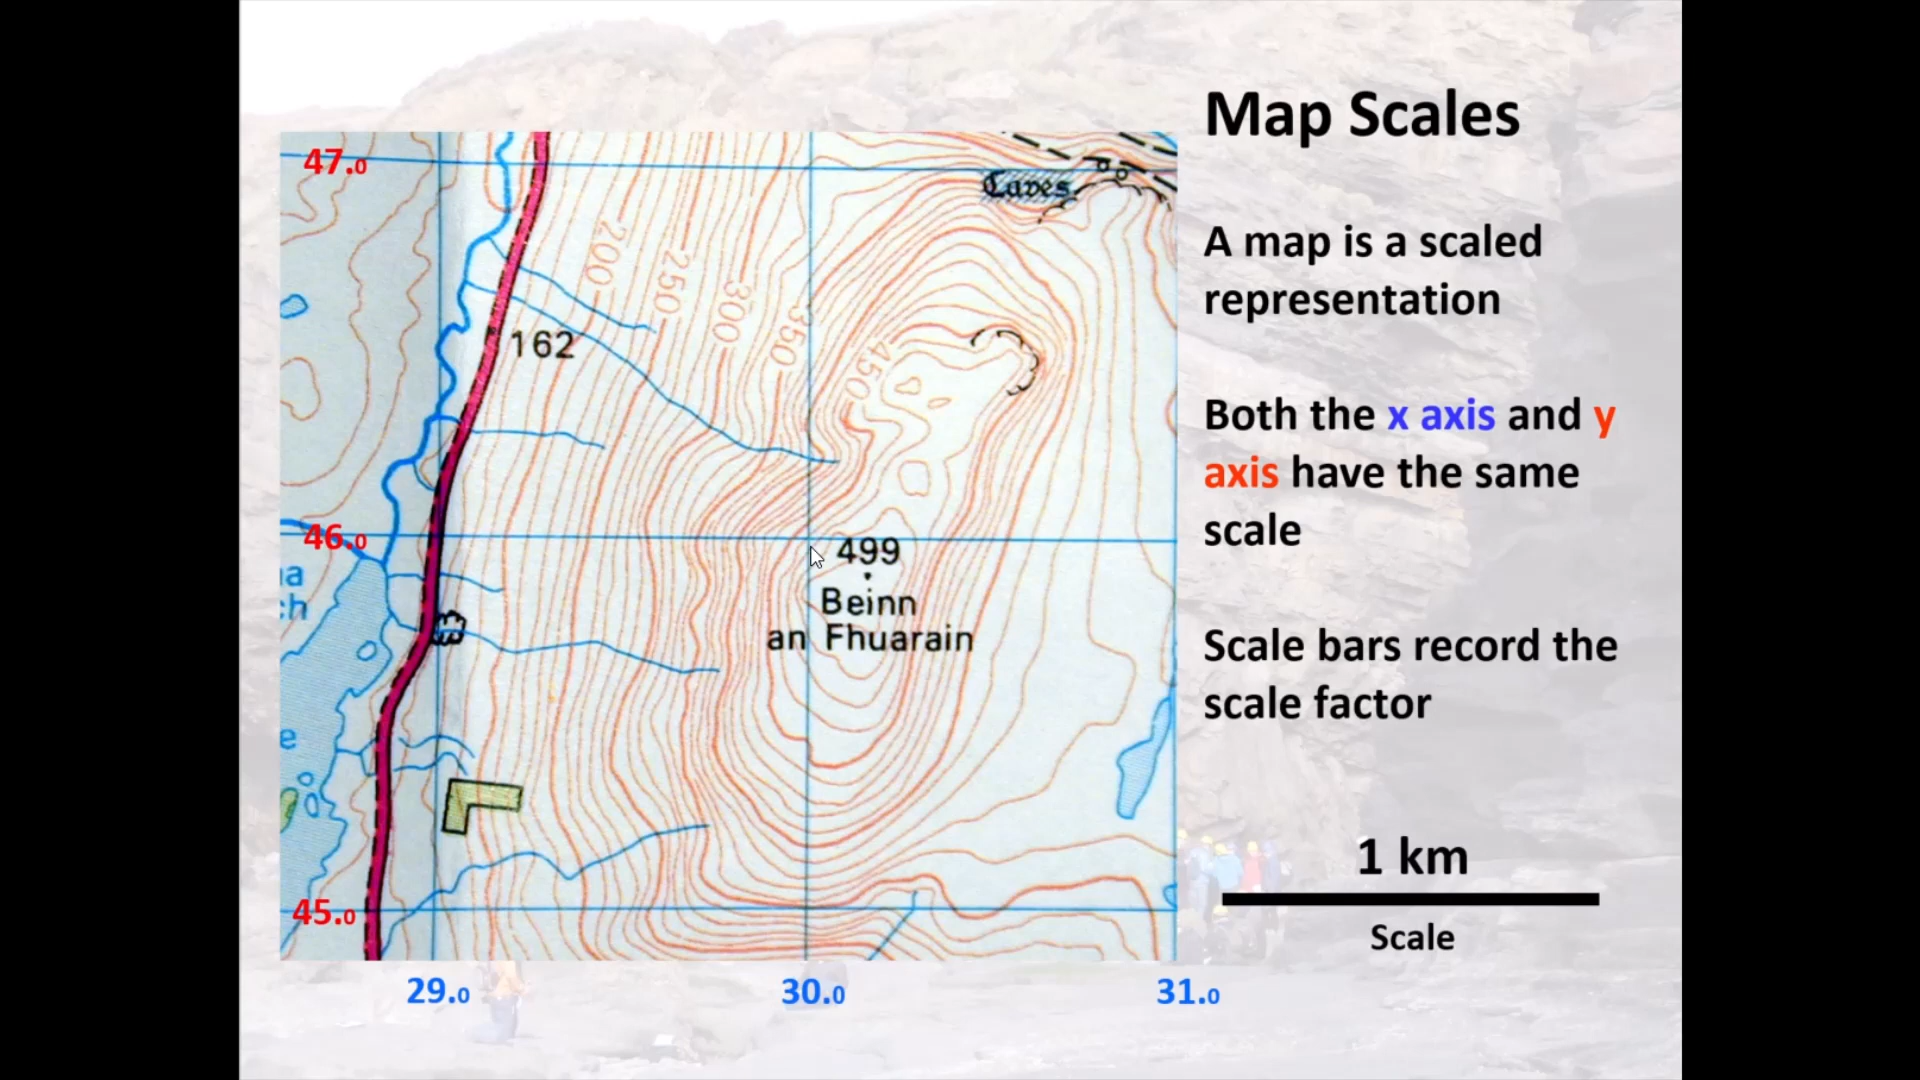 Map Scales
A map is a scaled
representation
Both the x axis and y
axis have the same
scale
Scale bars record the
scale factor
1 km
Scale
47.0
46.0
45.0
29.0
30.0
31.0
Caves
200
250
300
350
450
162
499
Beinn
an Fhuarain
a
h
e